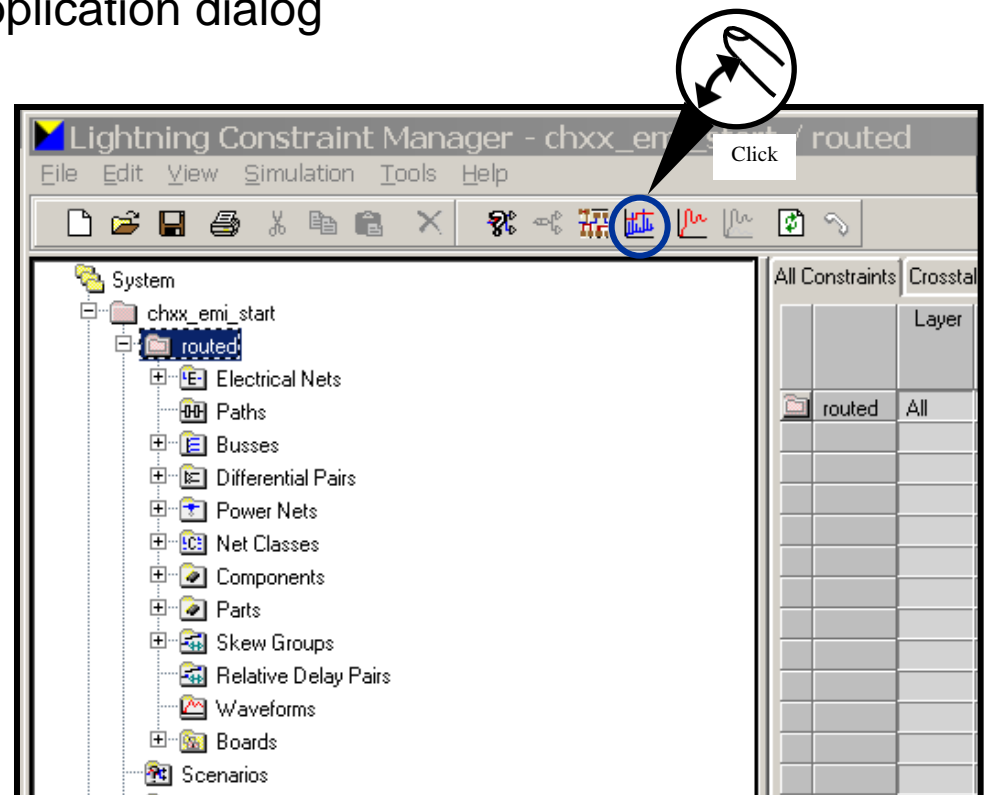 plication dialog
Lightning Constraint Manager - chxx_emi_start / routed
Click
File Edit View Simulation Tools Help
System
chxx_emi_start
routed
Electrical Nets
Paths
Busses
Differential Pairs
Power Nets
Net Classes
Components
Parts
Skew Groups
Relative Delay Pairs
Waveforms
Boards
Scenarios
All Constraints Crosstal
Layer
routed All